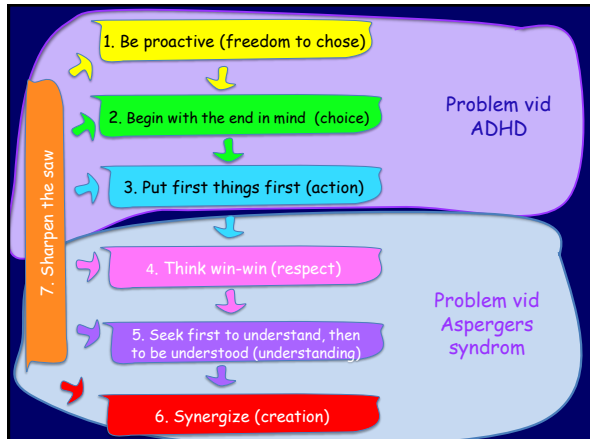 1. Be proactive (freedom to chose)
2. Begin with the end in mind (choice)
Problem vid
ADHD
3. Put first things first (action)
7. Sharpen the saw
4. Think win-win (respect)
5. Seek first to understand, then
to be understood (understanding)
Problem vid
Aspergers
syndrom
6. Synergize (creation)